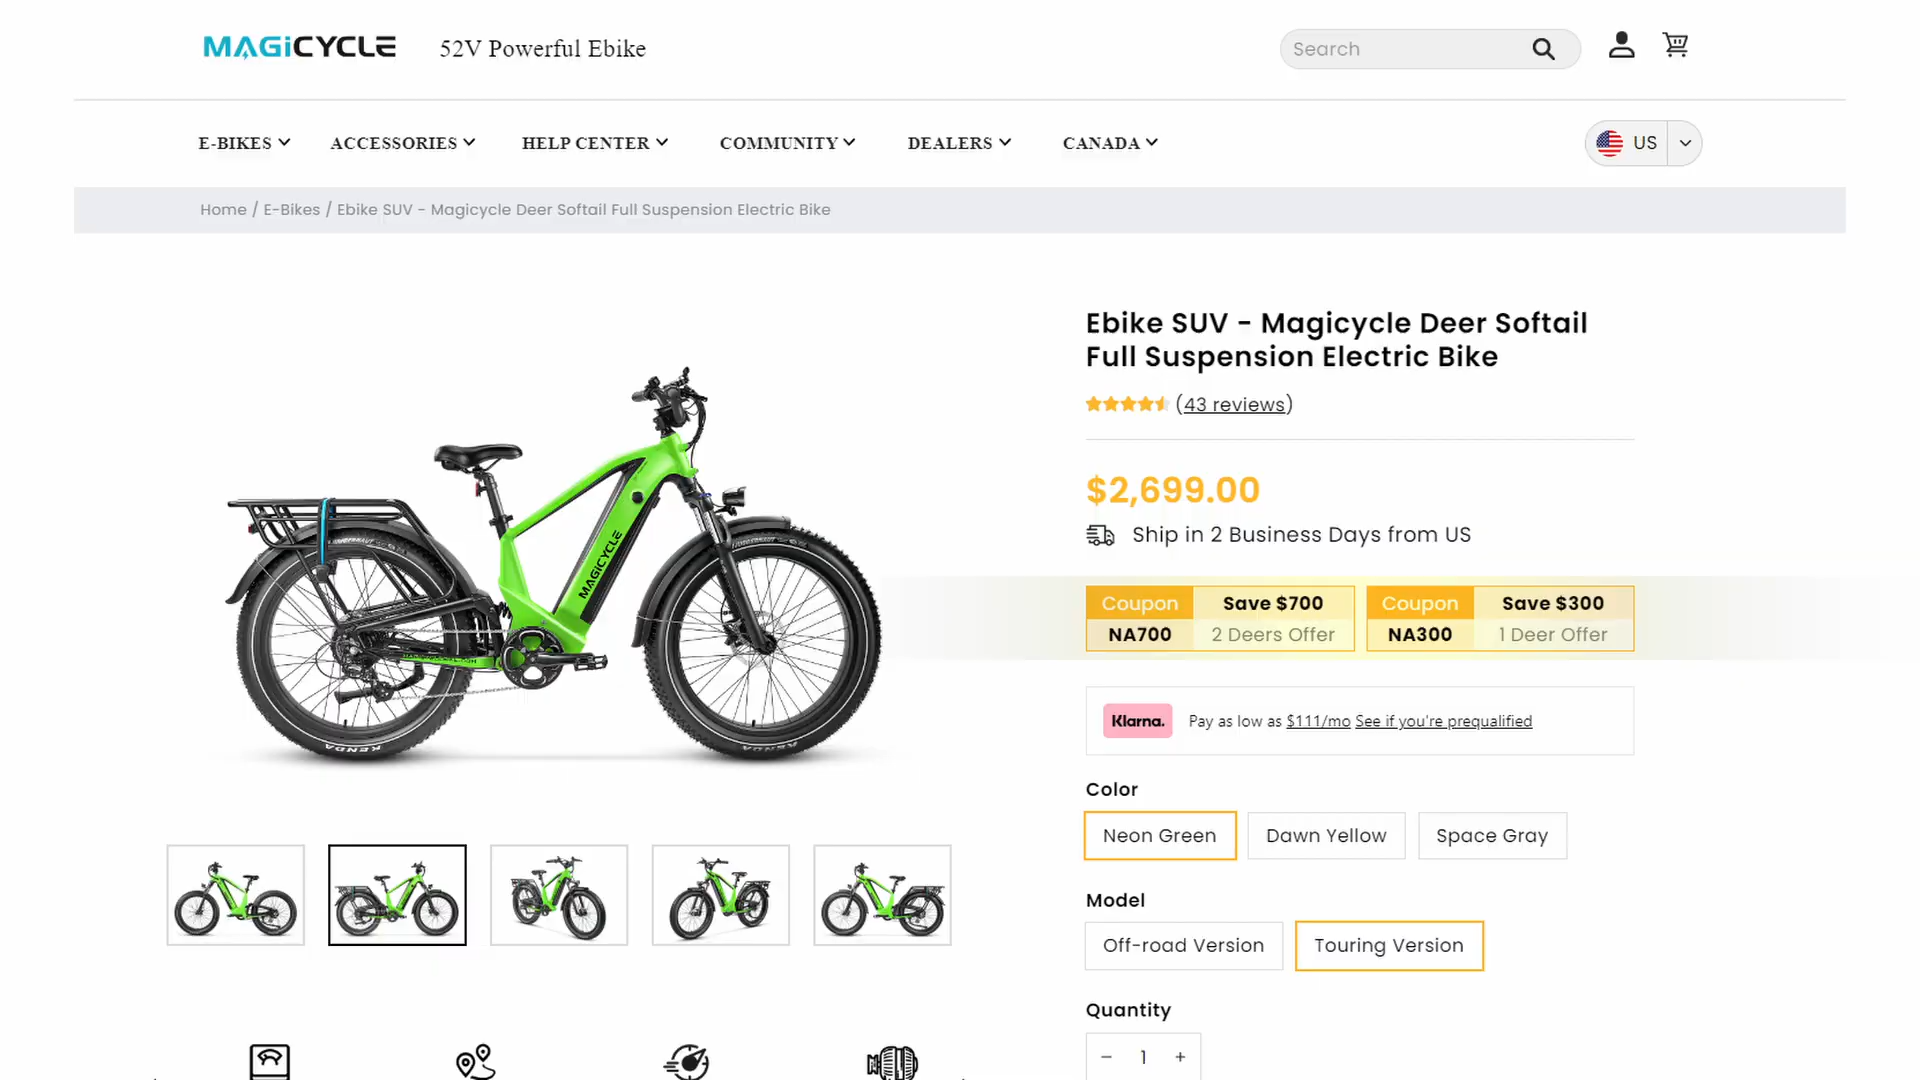 MAGiCYCLE
52V Powerful Ebike
Search
E-BIKES
ACCESSORIES
HELP CENTER
COMMUNITY
DEALERS
CANADA
US
Home / E-Bikes / Ebike SUV - Magicycle Deer Softail Full Suspension Electric Bike
Ebike SUV - Magicycle Deer Softail
Full Suspension Electric Bike
(43 reviews)
$2,699.00
Ship in 2 Business Days from US
Coupon
NA700
Save $700
2 Deers Offer
Coupon
NA300
Save $300
1 Deer Offer
Klarna.
Pay as low as $111/mo See if you're prequalified
Color
Neon Green
Dawn Yellow
Space Gray
Model
Off-road Version
Touring Version
Quantity
− 1 +
MAGiCYCLE
KENDA
KENDA